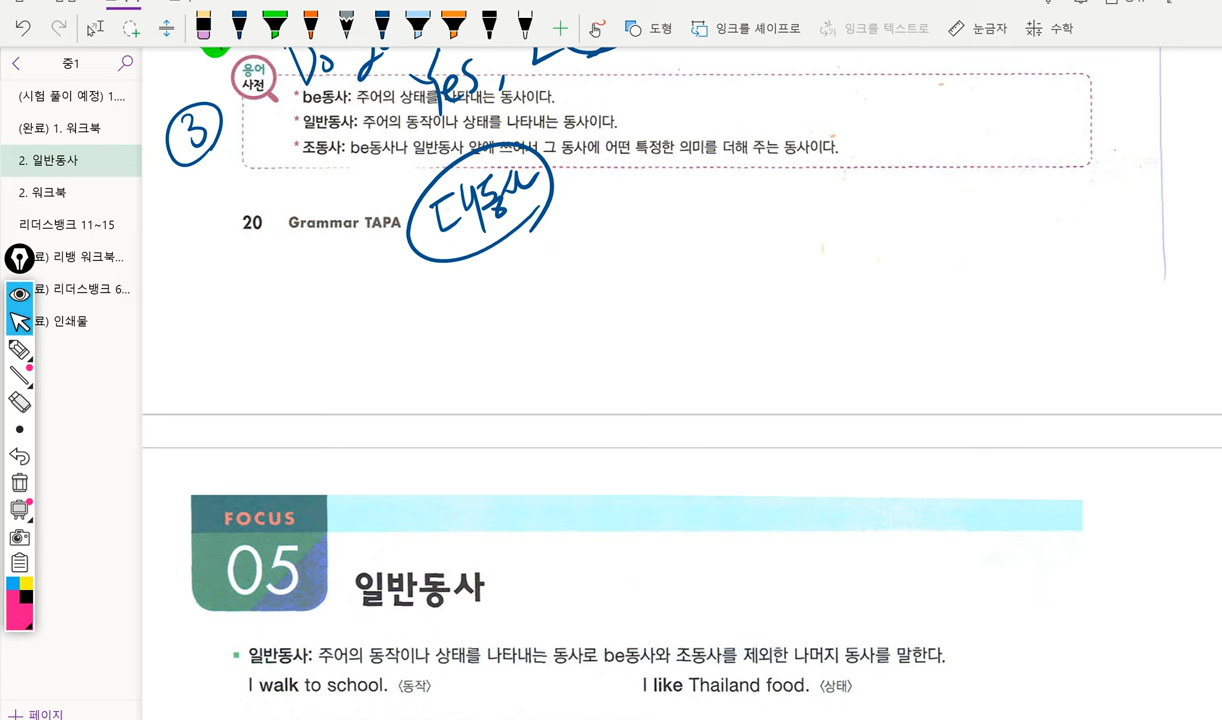 도형
잉크를 셰이프로
잉크를 텍스트로
눈금자
수학
중1
(시험 풀이 예정) 1....
(완료) 1. 워크북
2. 일반동사
2. 워크북
리더스뱅크 11~15
료) 리뱅 워크북...
료) 리더스뱅크 6...
료) 인쇄물
페이지
Yes,
용어
사전
* be동사: 주어의 상태를 나타내는 동사이다.
③
* 일반동사: 주어의 동작이나 상태를 나타내는 동사이다.
* 조동사: be동사나 일반동사 앞에 쓰여서 그 동사에 어떤 특정한 의미를 더해 주는 동사이다.
대동사
20 Grammar TAPA
FOCUS
05
일반동사
일반동사: 주어의 동작이나 상태를 나타내는 동사로 be동사와 조동사를 제외한 나머지 동사를 말한다.
I walk to school. 〈동작〉 I like Thailand food. 〈상태〉